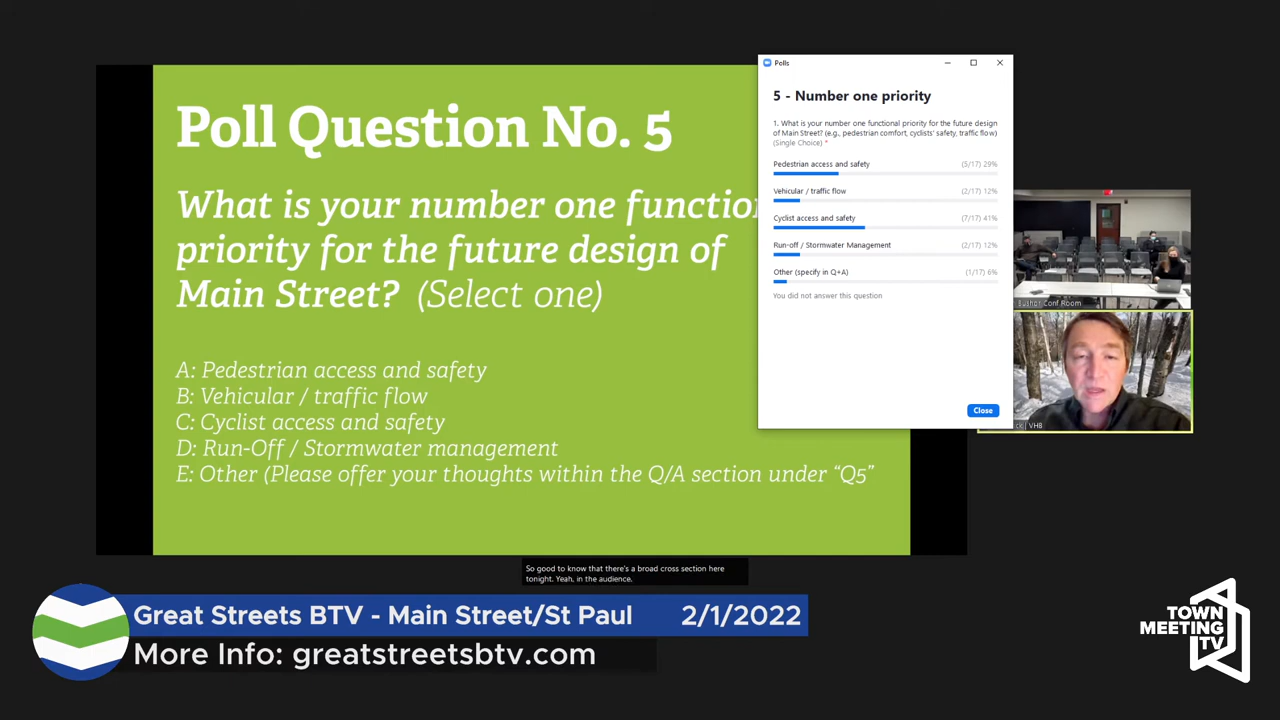 Poll Question No. 5
What is your number one function
priority for the future design of
Main Street? (Select one)
A: Pedestrian access and safety
B: Vehicular / traffic flow
C: Cyclist access and safety
D: Run-Off / Stormwater management
E: Other (Please offer your thoughts within the Q/A section under “Q5”
Polls
5 - Number one priority
1. What is your number one functional priority for the future design
of Main Street? (e.g., pedestrian comfort, cyclists' safety, traffic flow)
(Single Choice) *
Pedestrian access and safety (5/17) 29%
Vehicular / traffic flow (2/17) 12%
Cyclist access and safety (7/17) 41%
Run-off / Stormwater Management (2/17) 12%
Other (specify in Q+A) (1/17) 6%
You did not answer this question
Close
Bushor Conf Room
ck | VHB
So good to know that there's a broad cross section here
tonight. Yeah, in the audience.
Great Streets BTV - Main Street/St Paul 2/1/2022
More Info: greatstreetsbtv.com
TOWN
MEETING
TV